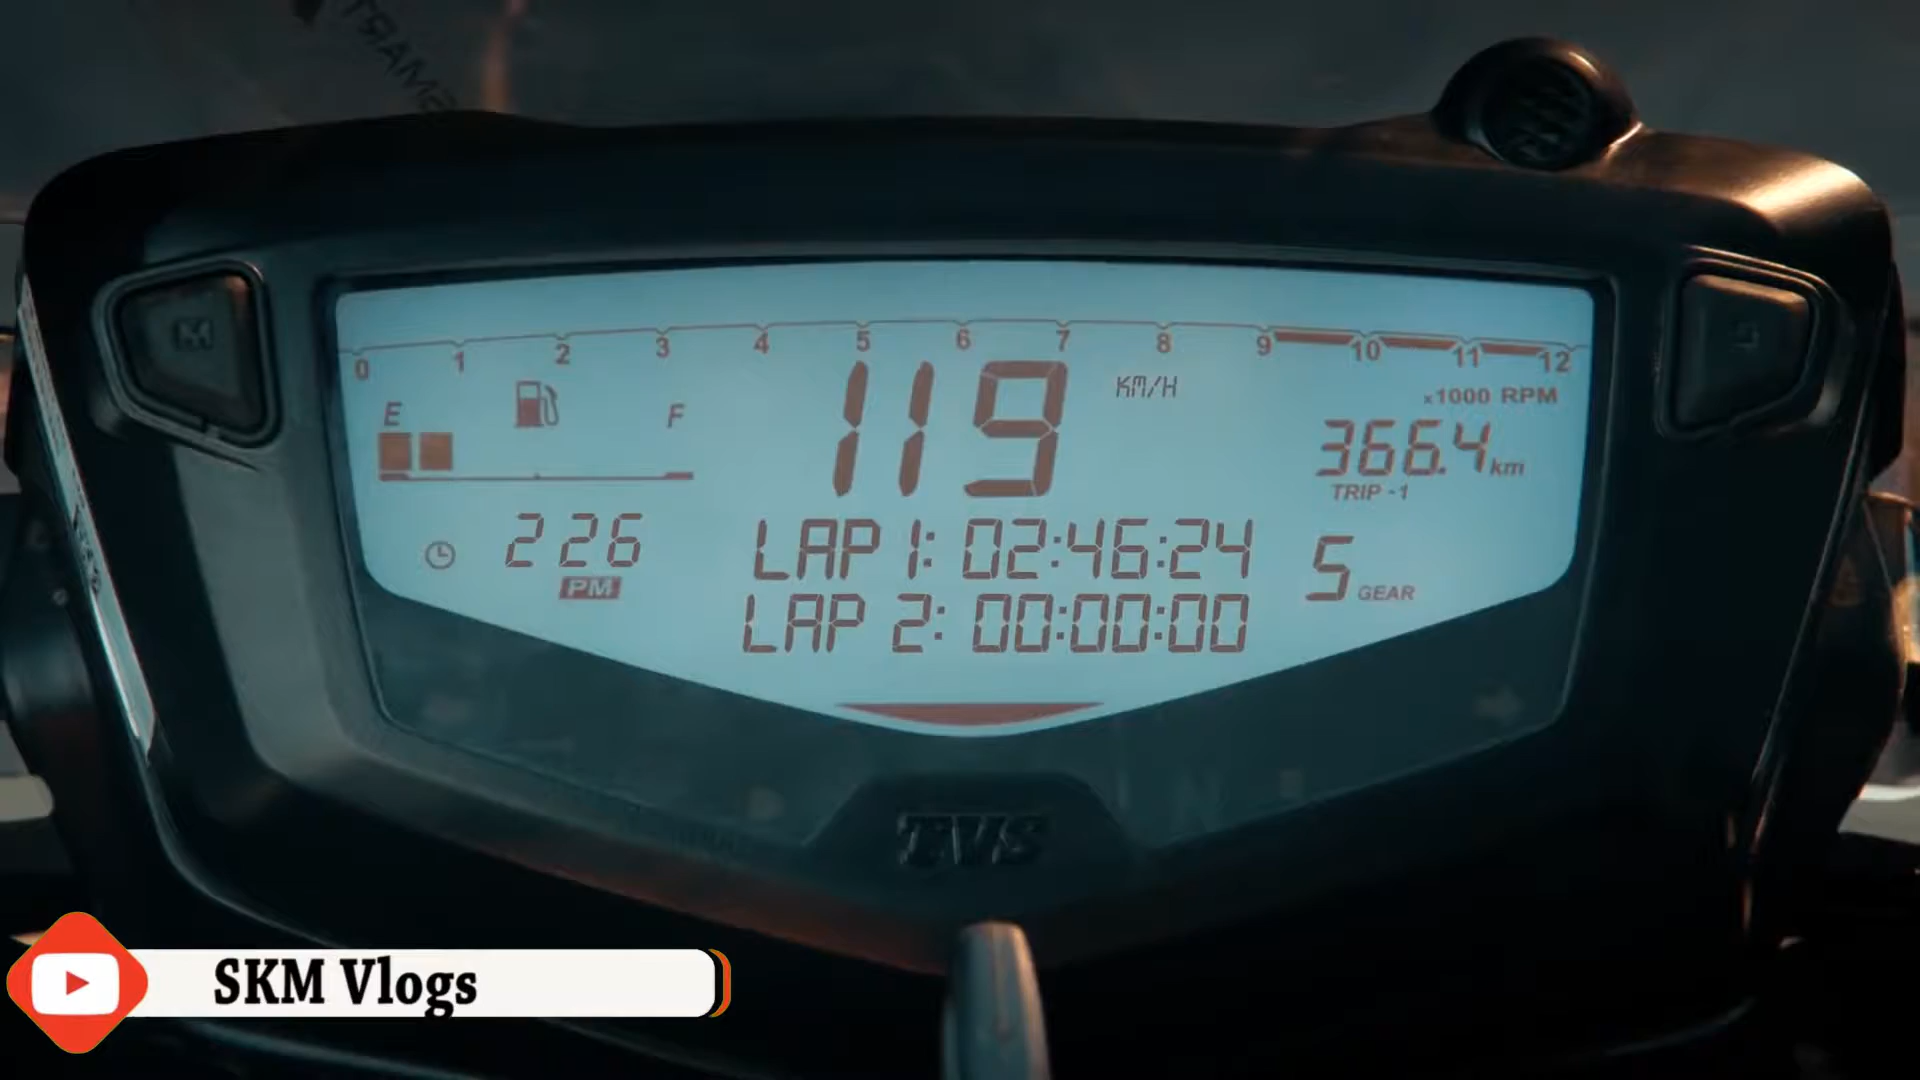 SMART
0 1 2 3 4 5 6 7 8 9 10 11 12
x1000 RPM
E F
119 KM/H
366.4 km
TRIP -1
2 26
PM
LAP 1: 02:46:24
LAP 2: 00:00:00
5 GEAR
TVS
SKM Vlogs